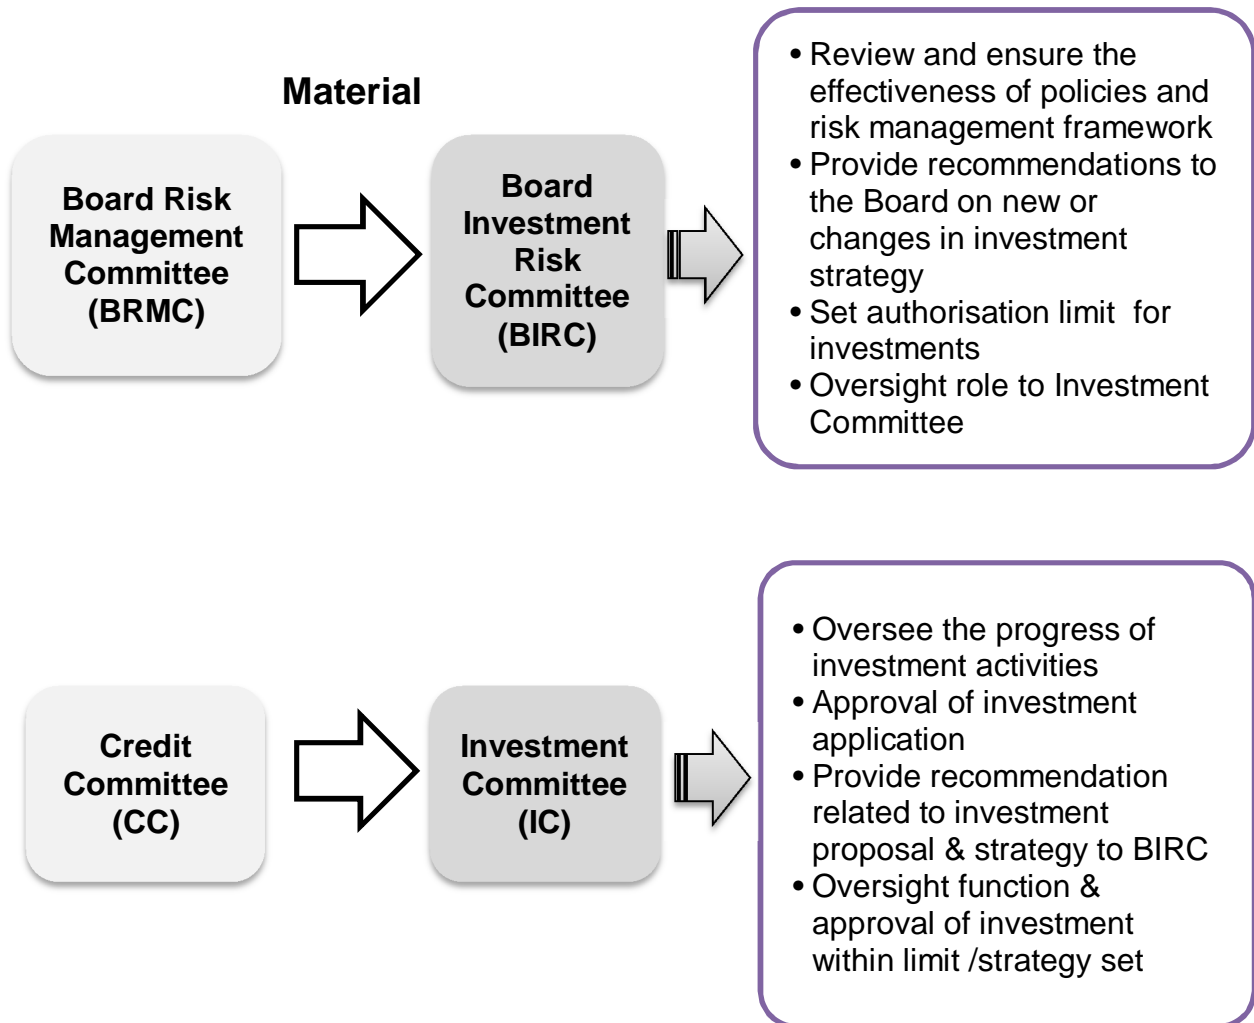 Material
Board Risk
Management
Committee
(BRMC)
Board
Investment
Risk
Committee
(BIRC)
• Review and ensure the
effectiveness of policies and
risk management framework
• Provide recommendations to
the Board on new or
changes in investment
strategy
• Set authorisation limit for
investments
• Oversight role to Investment
Committee
Credit
Committee
(CC)
Investment
Committee
(IC)
• Oversee the progress of
investment activities
• Approval of investment
application
• Provide recommendation
related to investment
proposal & strategy to BIRC
• Oversight function &
approval of investment
within limit /strategy set